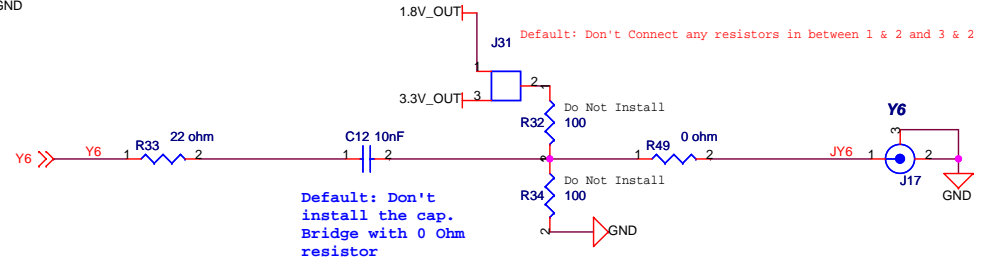 GND
1.8V_OUT
J31
Default: Don't Connect any resistors in between 1 & 2 and 3 & 2
1
2
1
3.3V_OUT
3
Do Not Install
R32
100
2
Y6
Y6
1
R33
22 ohm
2
C12 10nF
1
2
R49
0 ohm
1
2
JY6
Y6
3
1
2
J17
GND
1
Do Not Install
R34
100
2
GND
Default: Don't
install the cap.
Bridge with 0 Ohm
resistor